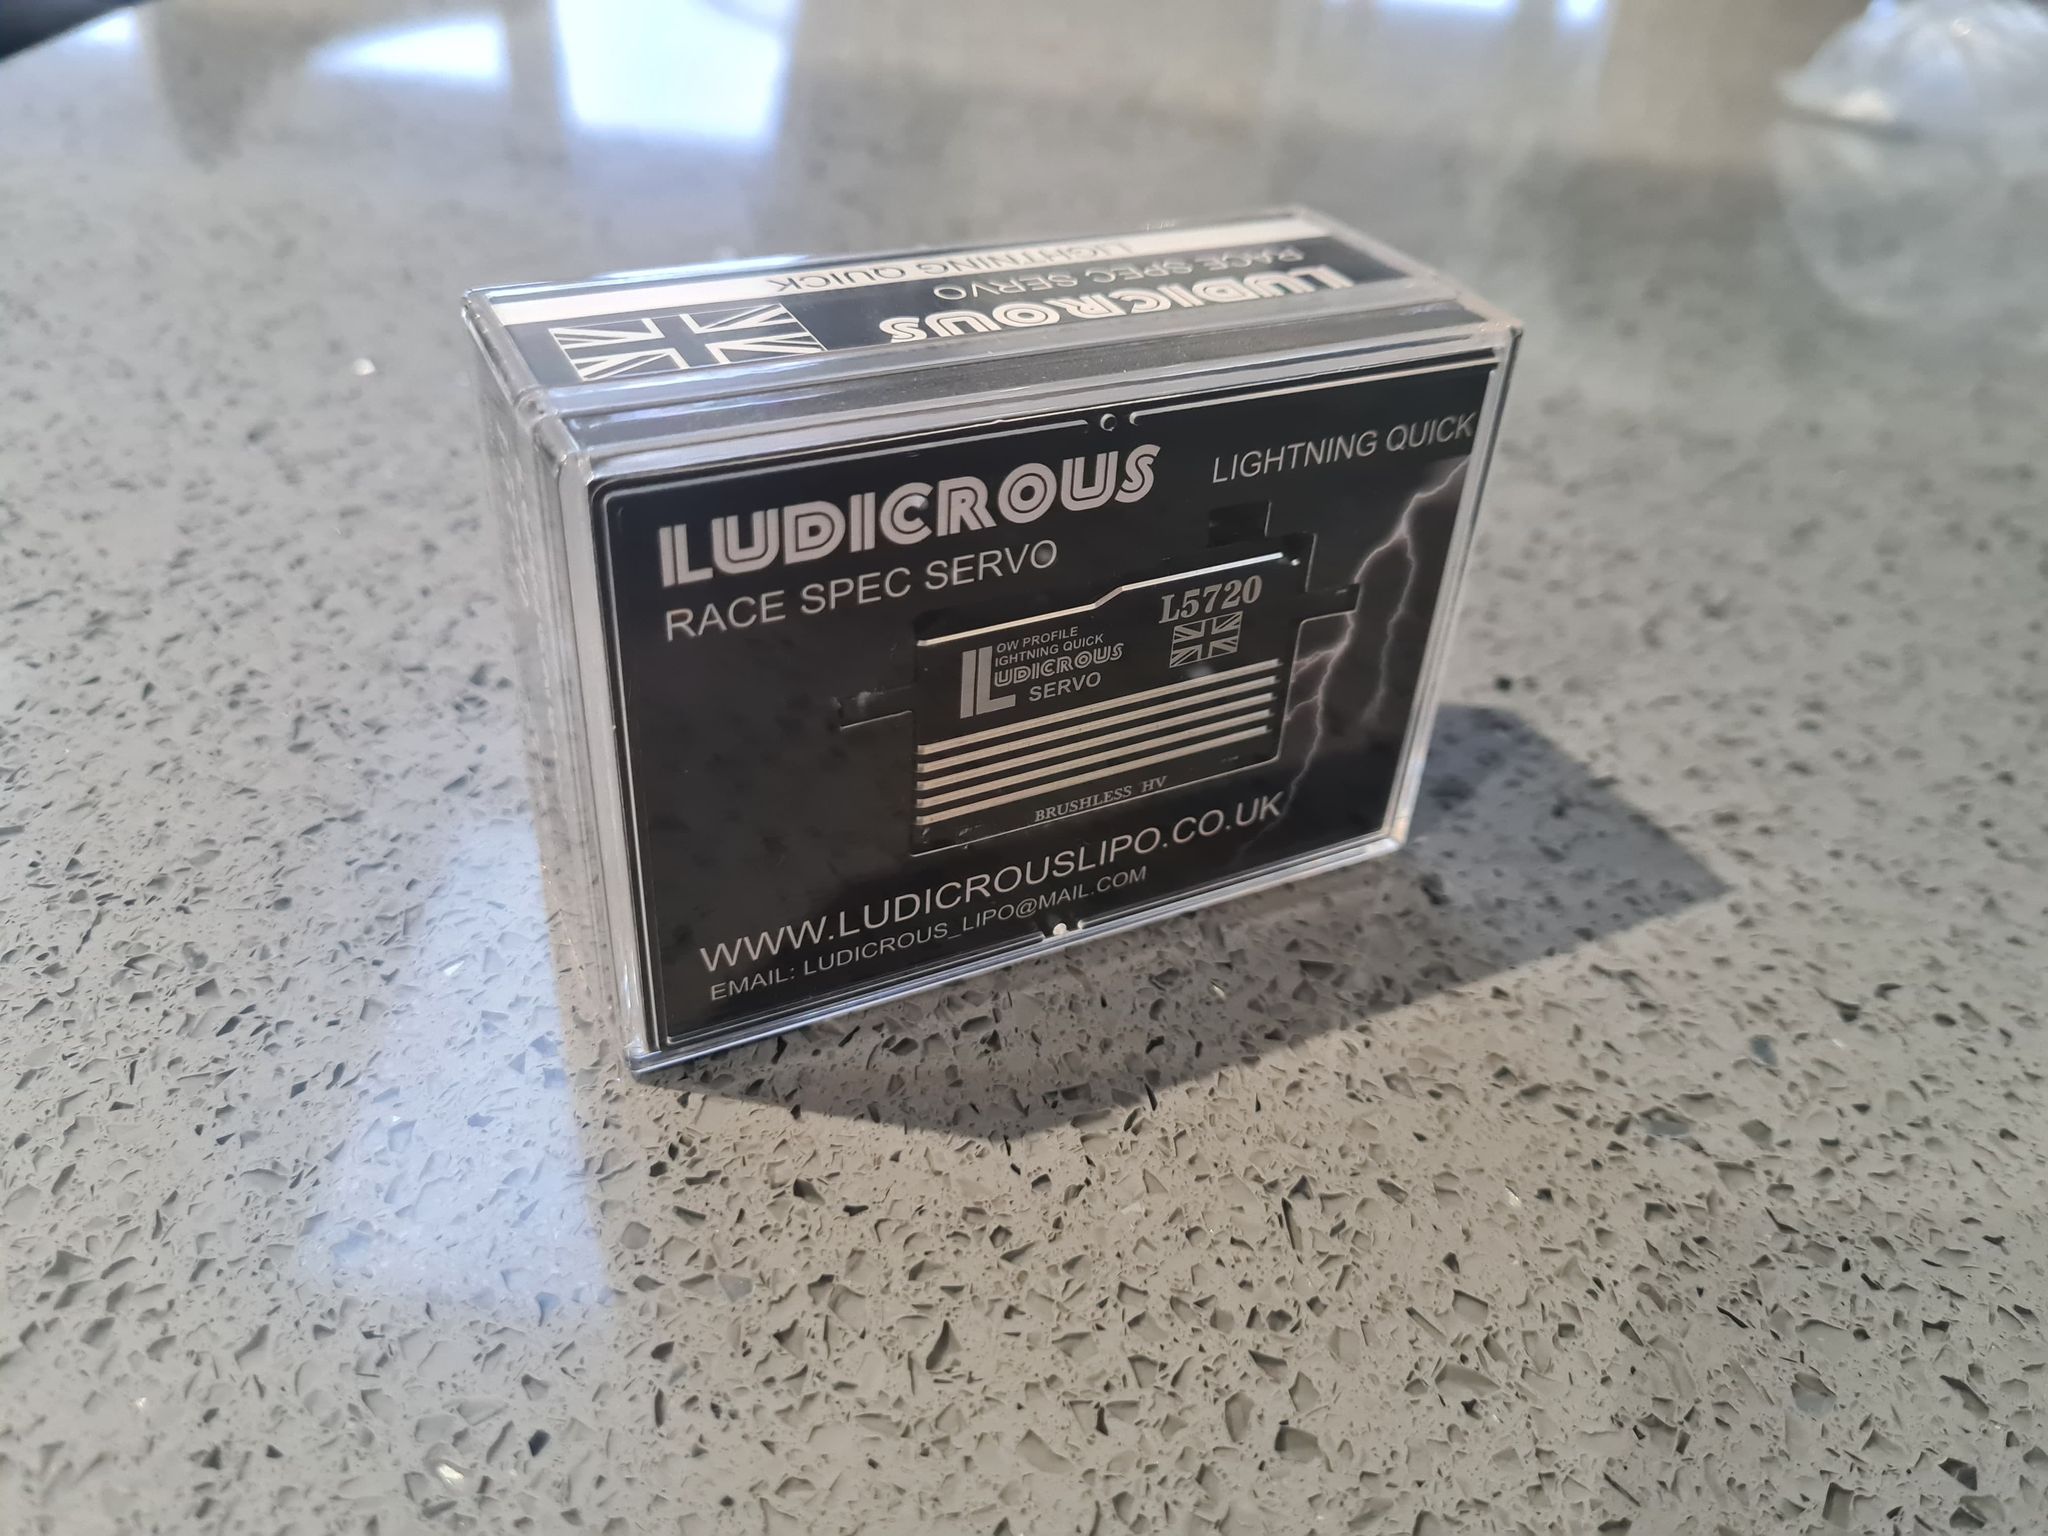 LIGHTNING QUICK
RACE SPEC SERVO
LUDICROUS
LUDICROUS
LIGHTNING QUICK
RACE SPEC SERVO
L5720
LOW PROFILE
LIGHTNING QUICK
LUDICROUS
SERVO
BRUSHLESS HV
WWW.LUDICROUSLIPO.CO.UK
EMAIL: LUDICROUS_LIPO@MAIL.COM